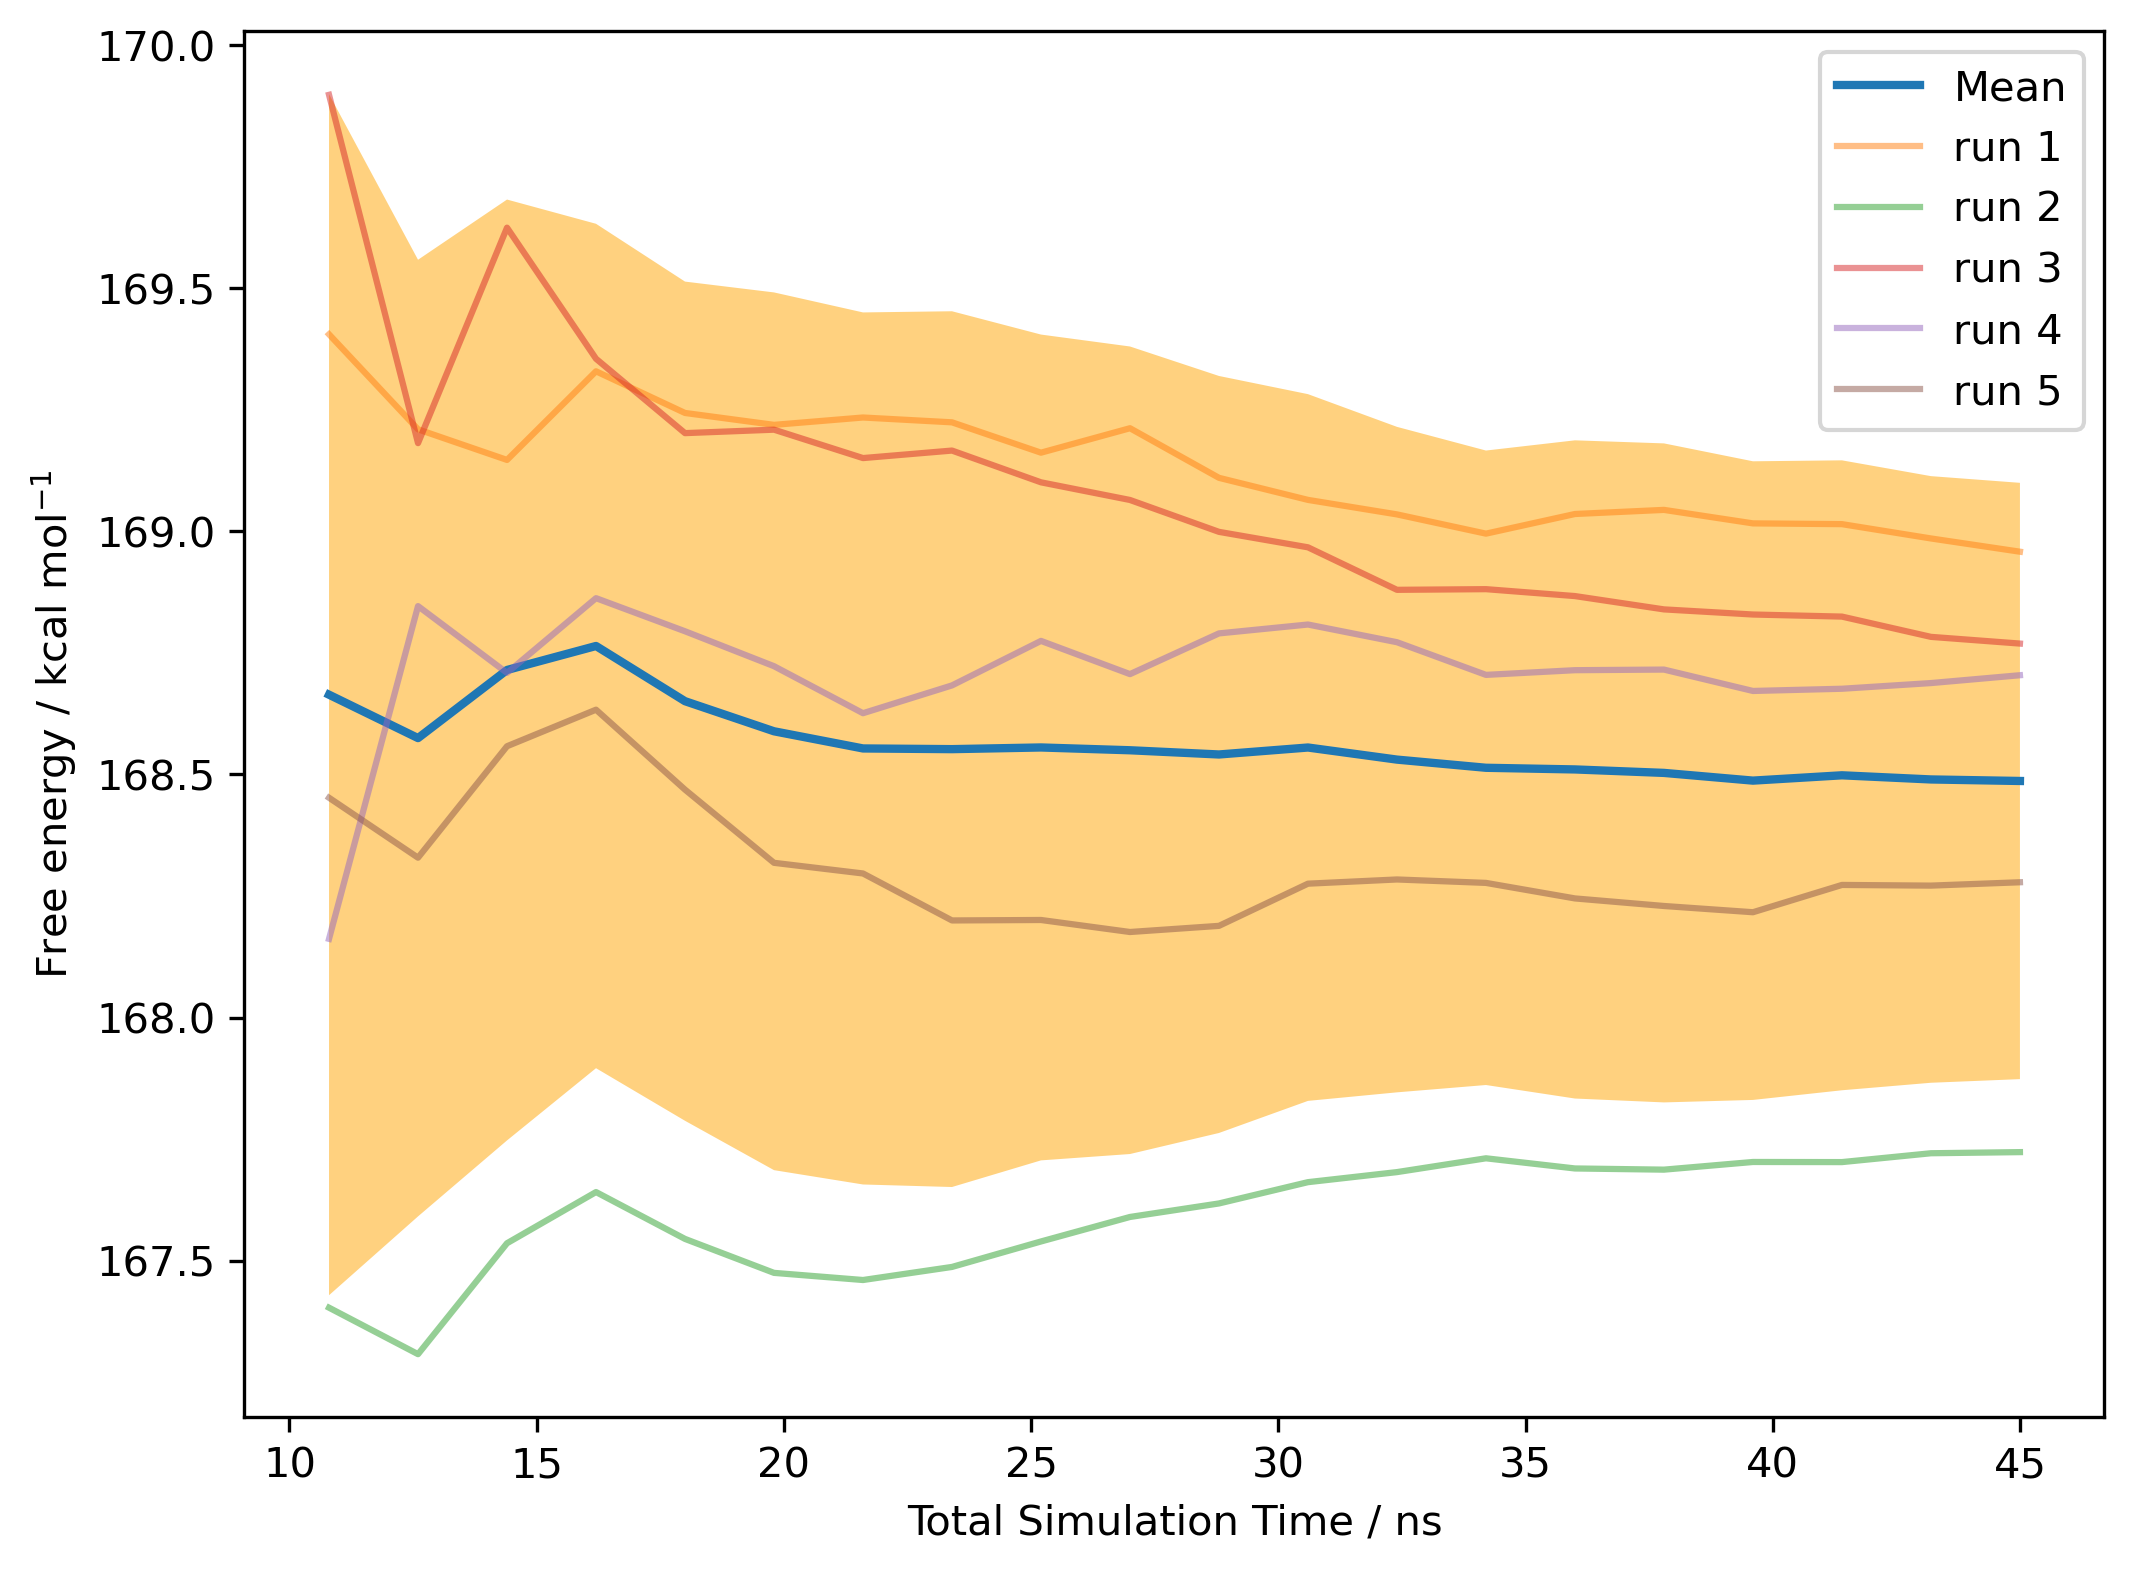 170.0
169.5
169.0
168.5
168.0
167.5
Free energy / kcal mol⁻¹
10 15 20 25 30 35 40 45
Total Simulation Time / ns
Mean
run 1
run 2
run 3
run 4
run 5